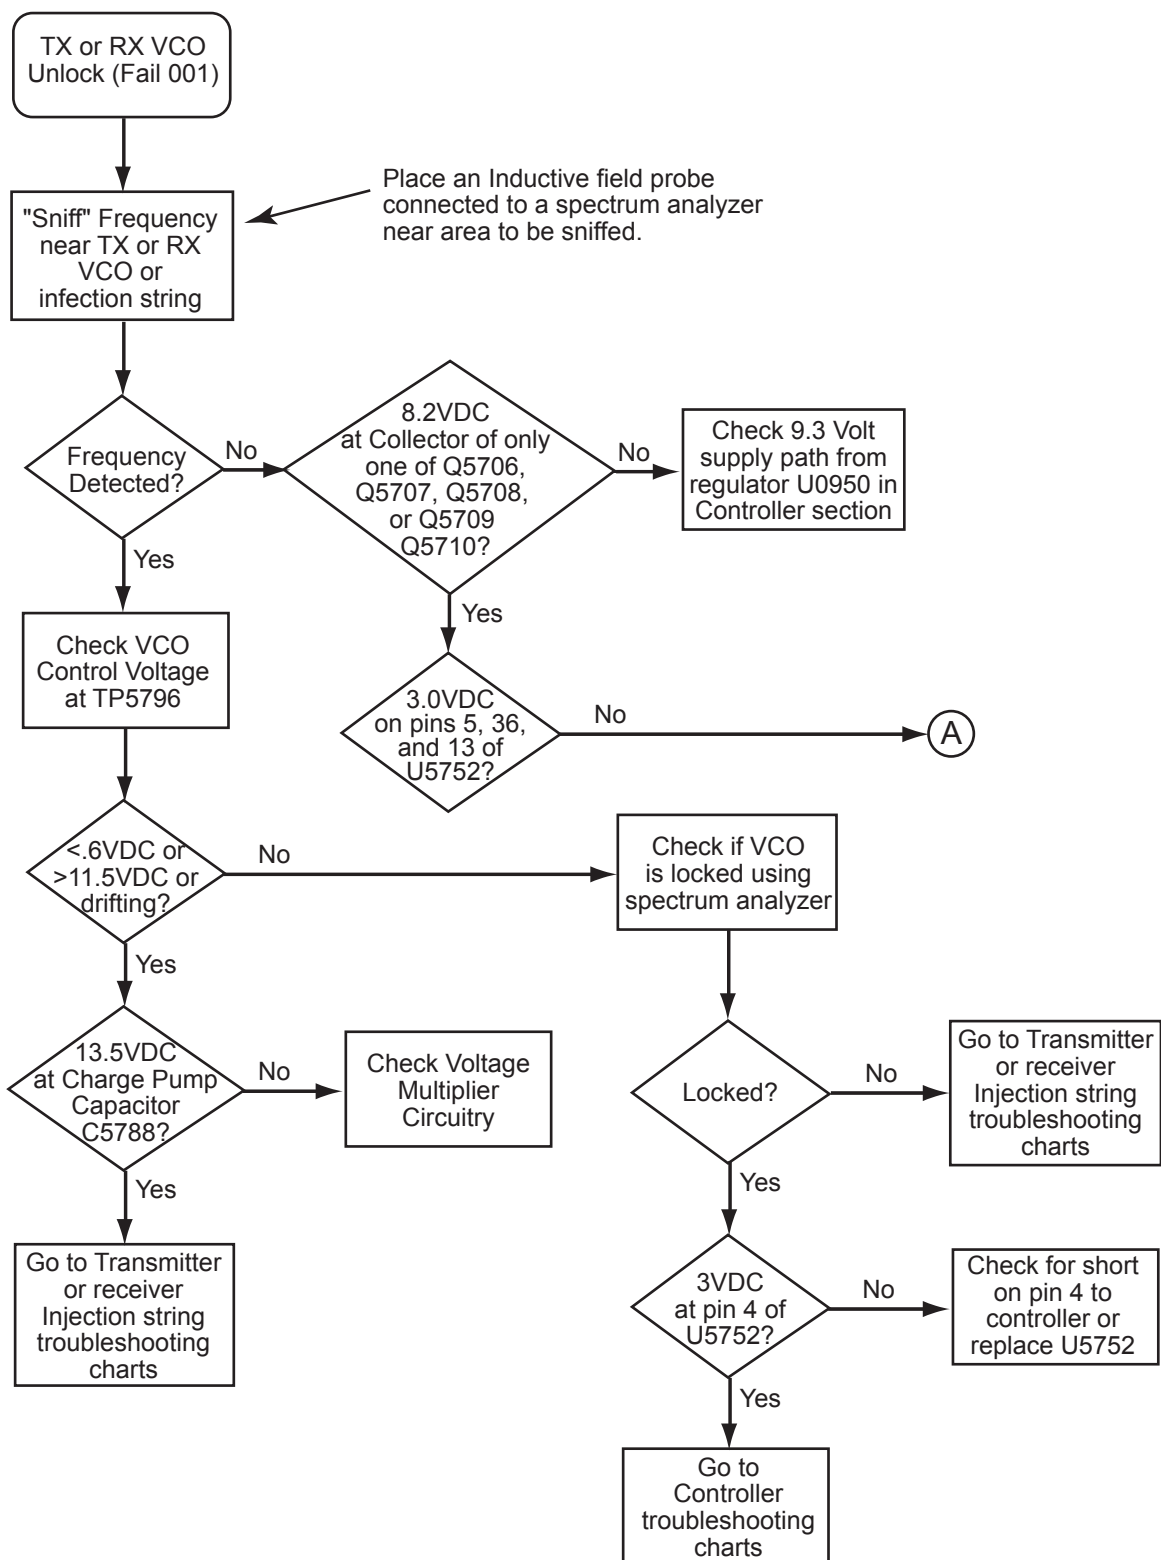 TX or RX VCO
Unlock (Fail 001)
Place an Inductive field probe
connected to a spectrum analyzer
near area to be sniffed.
"Sniff" Frequency
near TX or RX
VCO or
infection string
Frequency
Detected?
No
8.2VDC
at Collector of only
one of Q5706,
Q5707, Q5708,
or Q5709
Q5710?
No
Check 9.3 Volt
supply path from
regulator U0950 in
Controller section
Yes
Yes
Check VCO
Control Voltage
at TP5796
3.0VDC
on pins 5, 36,
and 13 of
U5752?
No
A
<.6VDC or
>11.5VDC or
drifting?
No
Check if VCO
is locked using
spectrum analyzer
Yes
13.5VDC
at Charge Pump
Capacitor
C5788?
No
Check Voltage
Multiplier
Circuitry
Locked?
No
Go to Transmitter
or receiver
Injection string
troubleshooting
charts
Yes
Yes
Go to Transmitter
or receiver
Injection string
troubleshooting
charts
3VDC
at pin 4 of
U5752?
No
Check for short
on pin 4 to
controller or
replace U5752
Yes
Go to
Controller
troubleshooting
charts